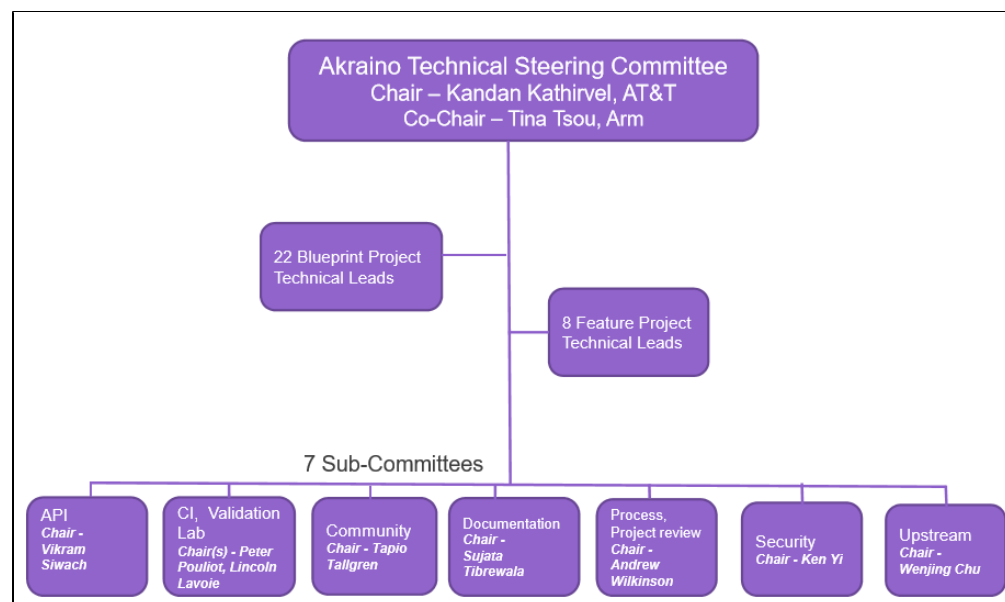 Akraino Technical Steering Committee
Chair – Kandan Kathirvel, AT&T
Co-Chair – Tina Tsou, Arm
22 Blueprint Project
Technical Leads
8 Feature Project
Technical Leads
7 Sub-Committees
API
Chair -
Vikram
Siwach
CI, Validation
Lab
Chair(s) - Peter
Pouliot, Lincoln
Lavoie
Community
Chair - Tapio
Tallgren
Documentation
Chair -
Sujata
Tibrewala
Process,
Project review
Chair -
Andrew
Wilkinson
Security
Chair - Ken Yi
Upstream
Chair -
Wenjing Chu